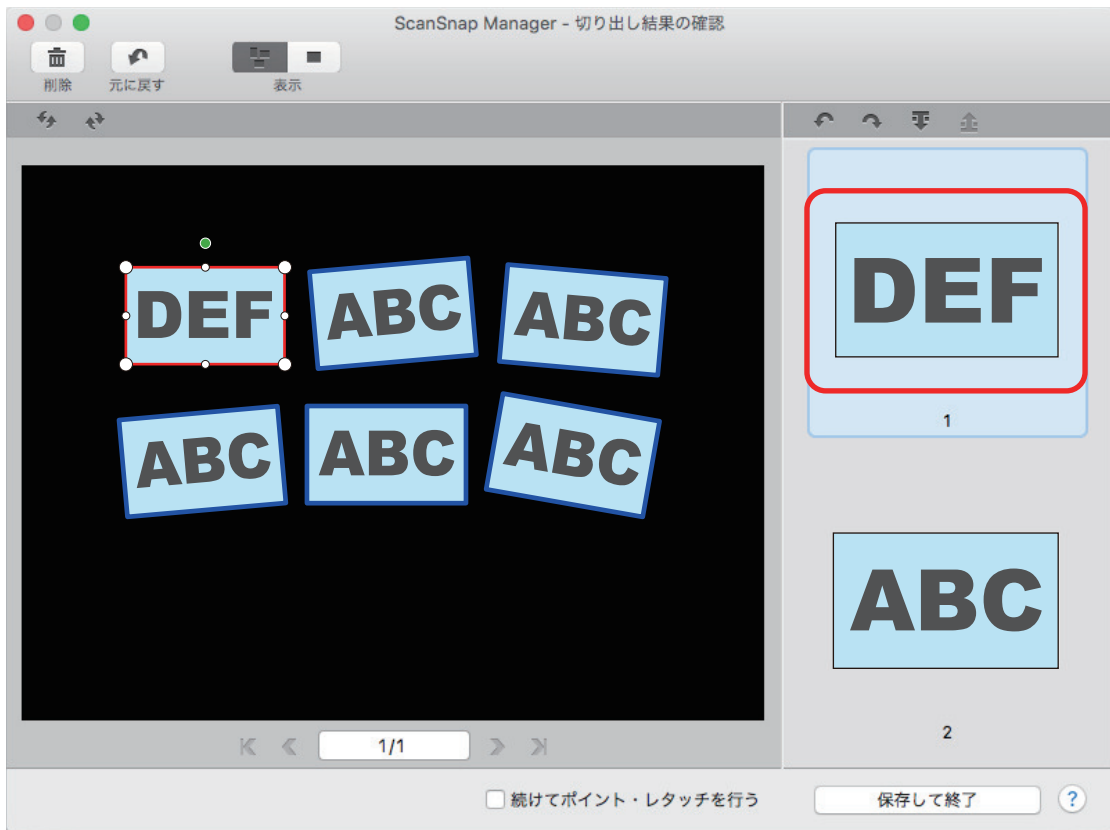 ScanSnap Manager - 切り出し結果の確認
削除 元に戻す 表示
DEF ABC ABC
ABC ABC ABC
1/1
DEF
1
ABC
2
続けてポイント・レタッチを行う 保存して終了 ?